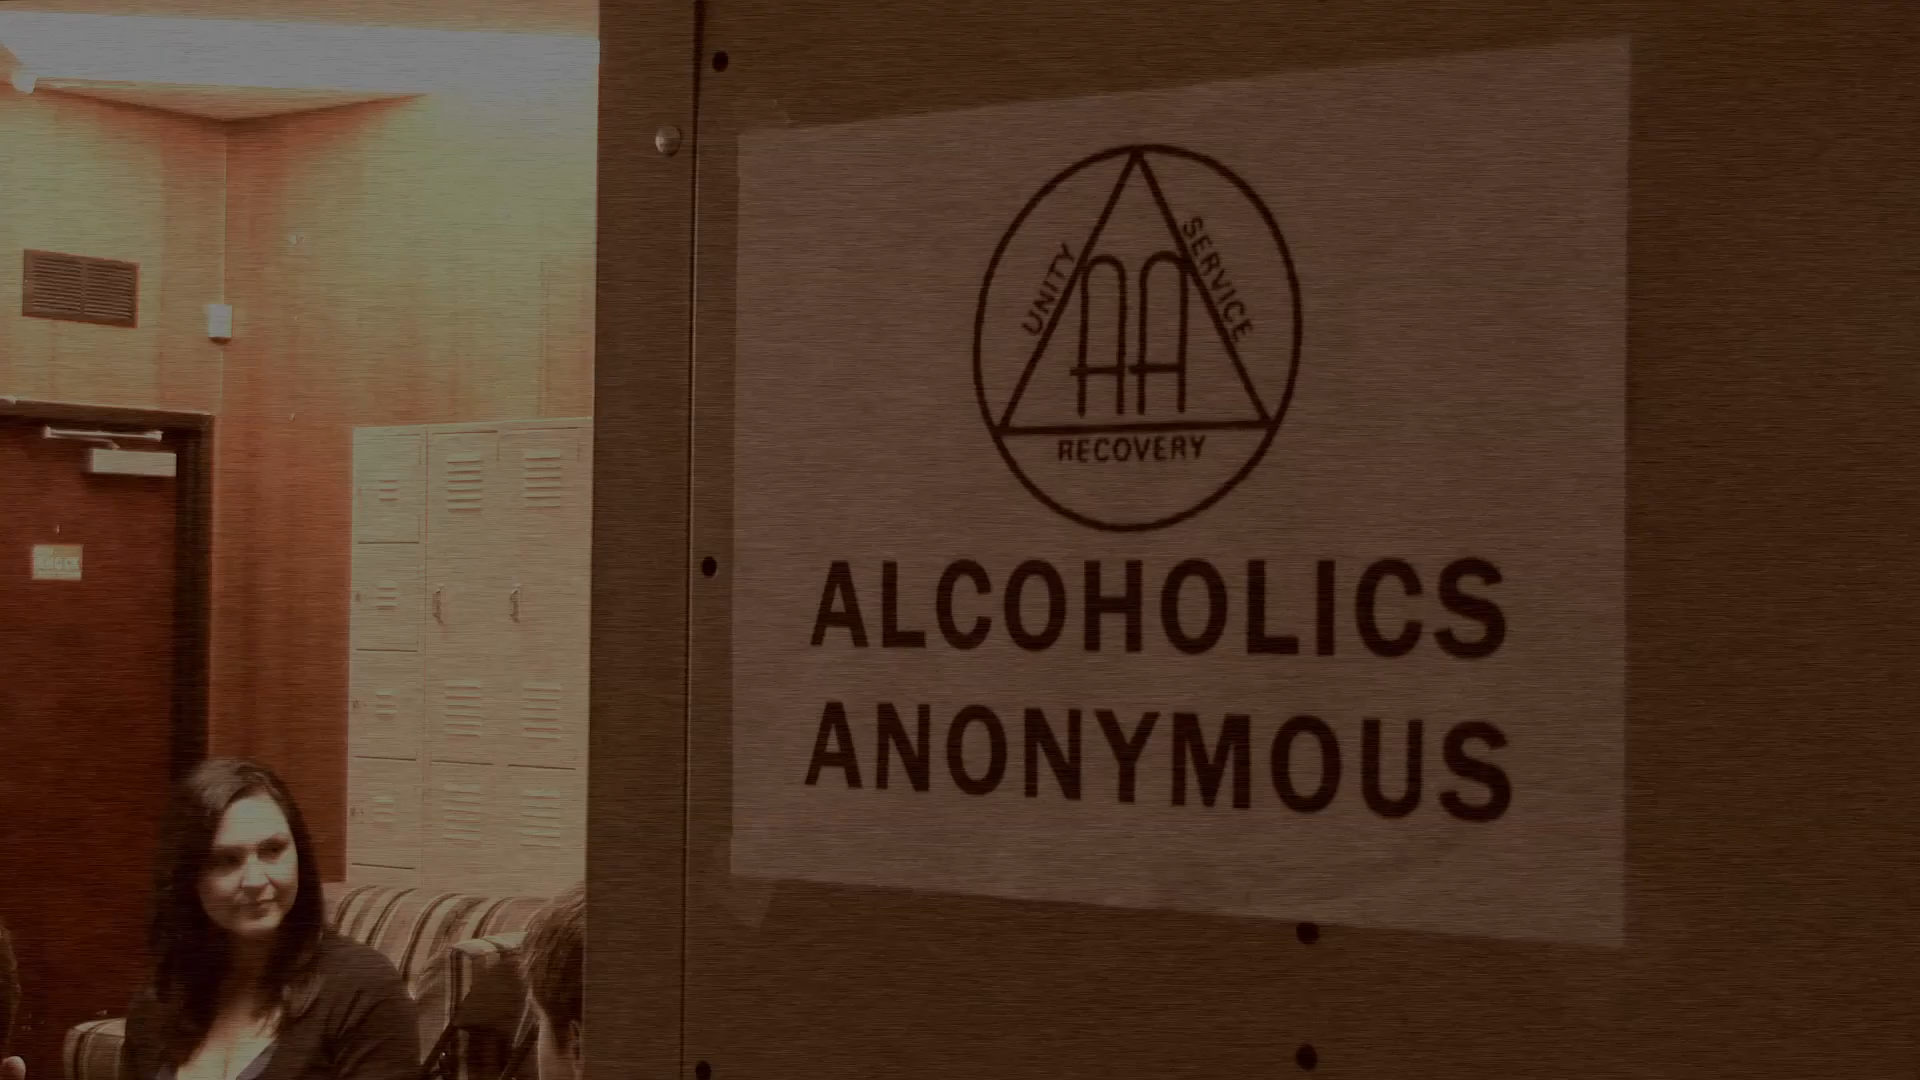 UNITY
SERVICE
AA
RECOVERY
ALCOHOLICS
ANONYMOUS